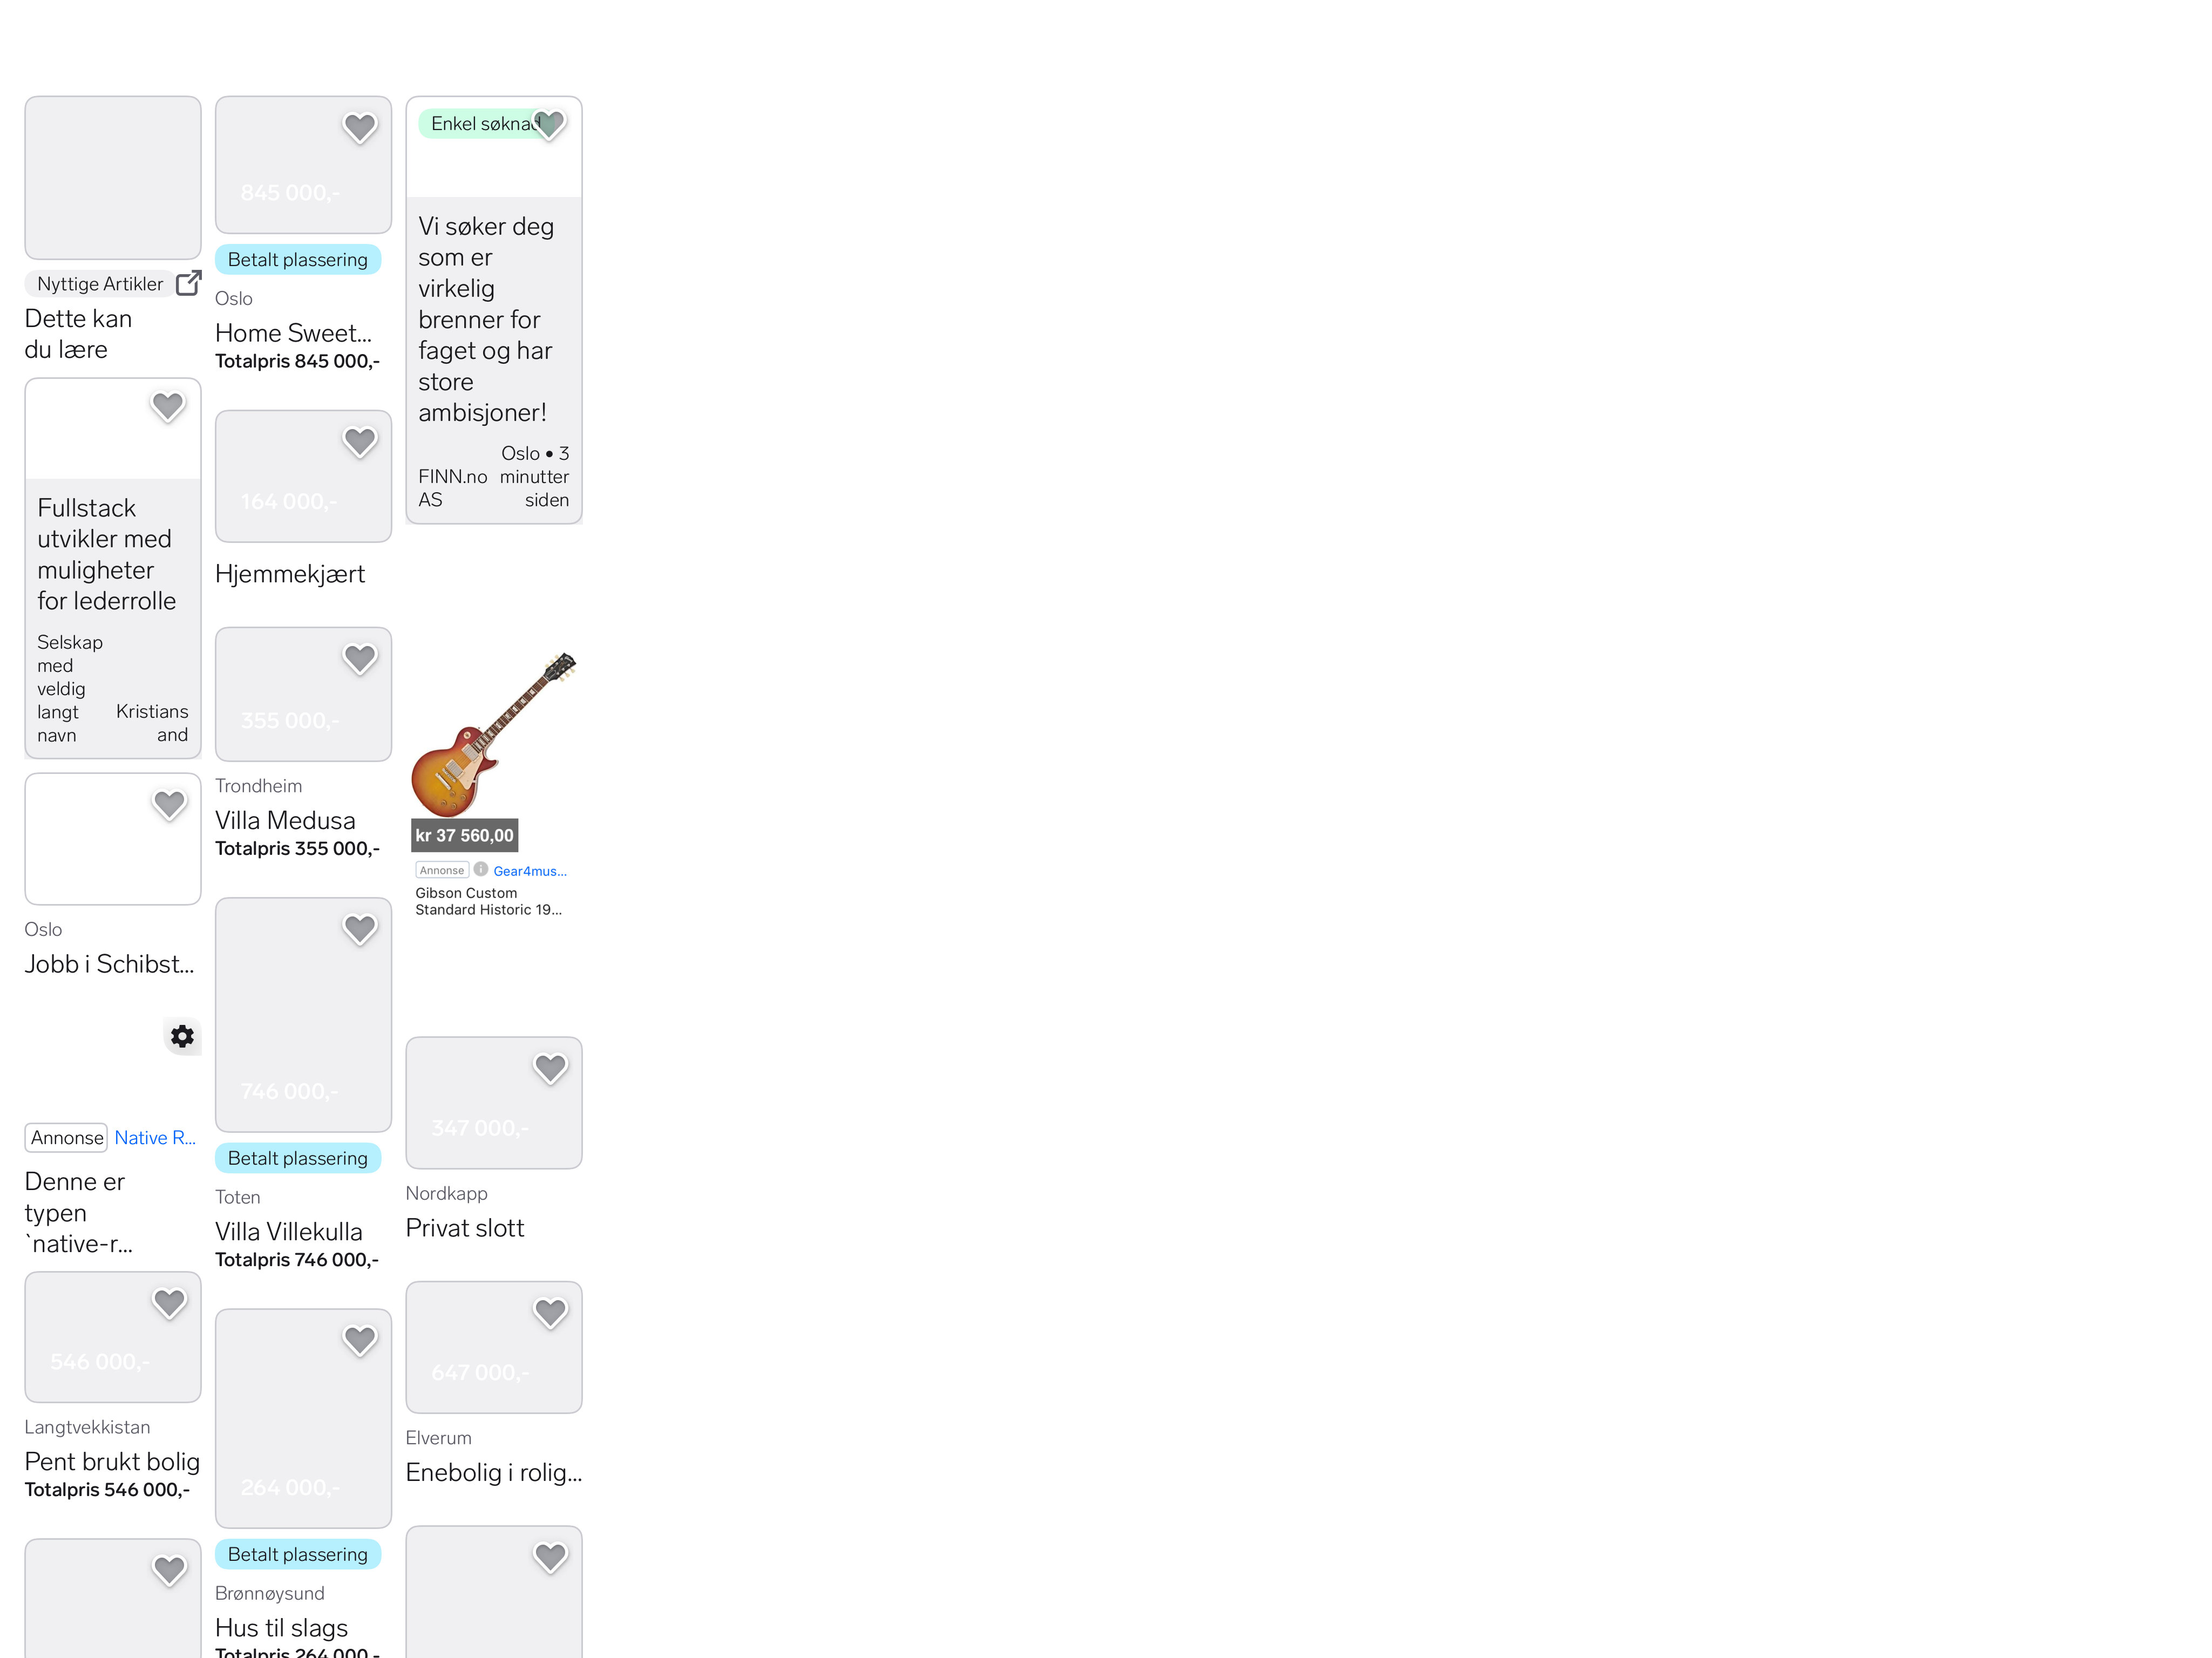 Nyttige Artikler
Dette kan
du lære
Fullstack
utvikler med
muligheter
for lederrolle
Selskap
med
veldig
langt
navn
Kristians
and
Oslo
Jobb i Schibst...
Annonse
Native R...
Denne er
typen
`native-r...
546 000,-
Langtvekkistan
Pent brukt bolig
Totalpris 546 000,-
845 000,-
Betalt plassering
Oslo
Home Sweet...
Totalpris 845 000,-
164 000,-
Hjemmekjært
355 000,-
Trondheim
Villa Medusa
Totalpris 355 000,-
746 000,-
Betalt plassering
Toten
Villa Villekulla
Totalpris 746 000,-
264 000,-
Betalt plassering
Brønnøysund
Hus til slags
Totalpris 264 000,-
Enkel søknad
Vi søker deg
som er
virkelig
brenner for
faget og har
store
ambisjoner!
FINN.no
AS
Oslo • 3
minutter
siden
kr 37 560,00
Annonse
Gear4mus...
Gibson Custom
Standard Historic 19...
347 000,-
Nordkapp
Privat slott
647 000,-
Elverum
Enebolig i rolig...